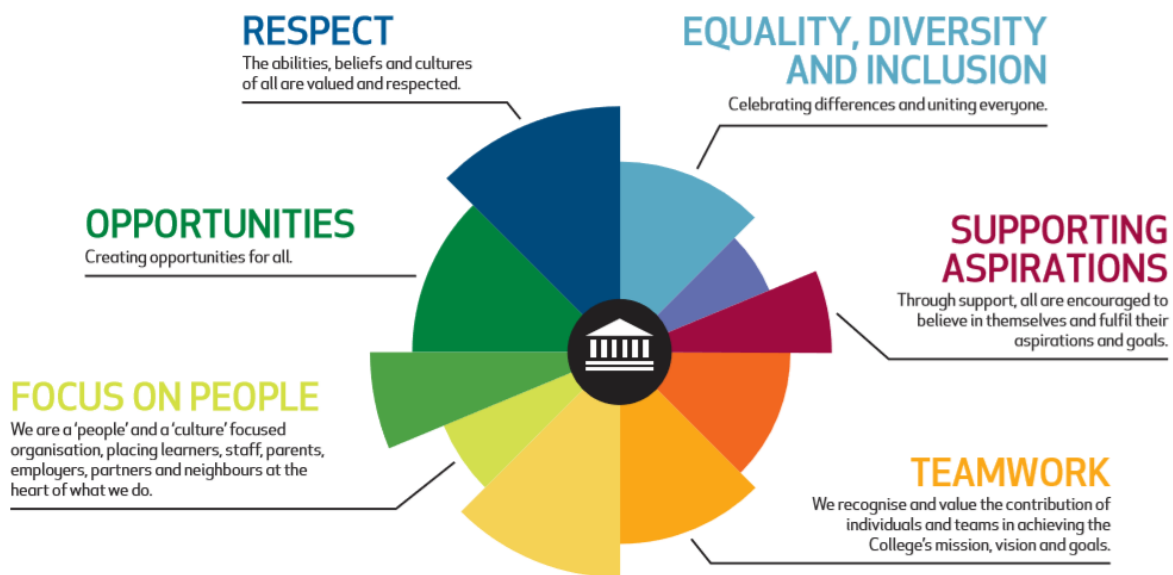 RESPECT
The abilities, beliefs and cultures
of all are valued and respected.
EQUALITY, DIVERSITY
AND INCLUSION
Celebrating differences and uniting everyone.
OPPORTUNITIES
Creating opportunities for all.
SUPPORTING
ASPIRATIONS
Through support, all are encouraged to
believe in themselves and fulfil their
aspirations and goals.
FOCUS ON PEOPLE
We are a ‘people’ and a ‘culture’ focused
organisation, placing learners, staff, parents,
employers, partners and neighbours at the
heart of what we do.
TEAMWORK
We recognise and value the contribution of
individuals and teams in achieving the
College’s mission, vision and goals.